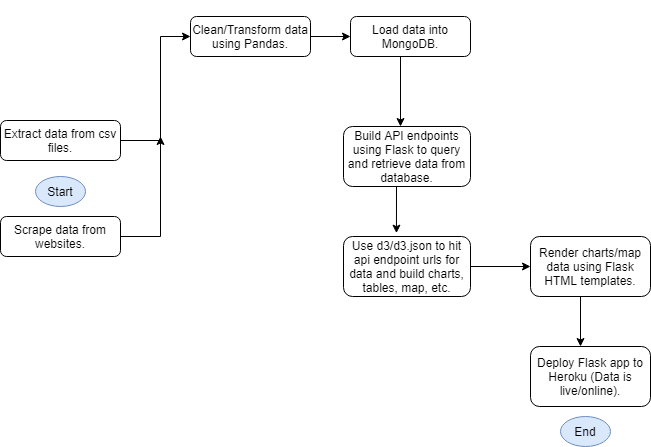 Clean/Transform data
using Pandas.
Load data into
MongoDB.
Extract data from csv
files.
Start
Scrape data from
websites.
Build API endpoints
using Flask to query
and retrieve data from
database.
Use d3/d3.json to hit
api endpoint urls for
data and build charts,
tables, map, etc.
Render charts/map
data using Flask
HTML templates.
Deploy Flask app to
Heroku (Data is
live/online).
End